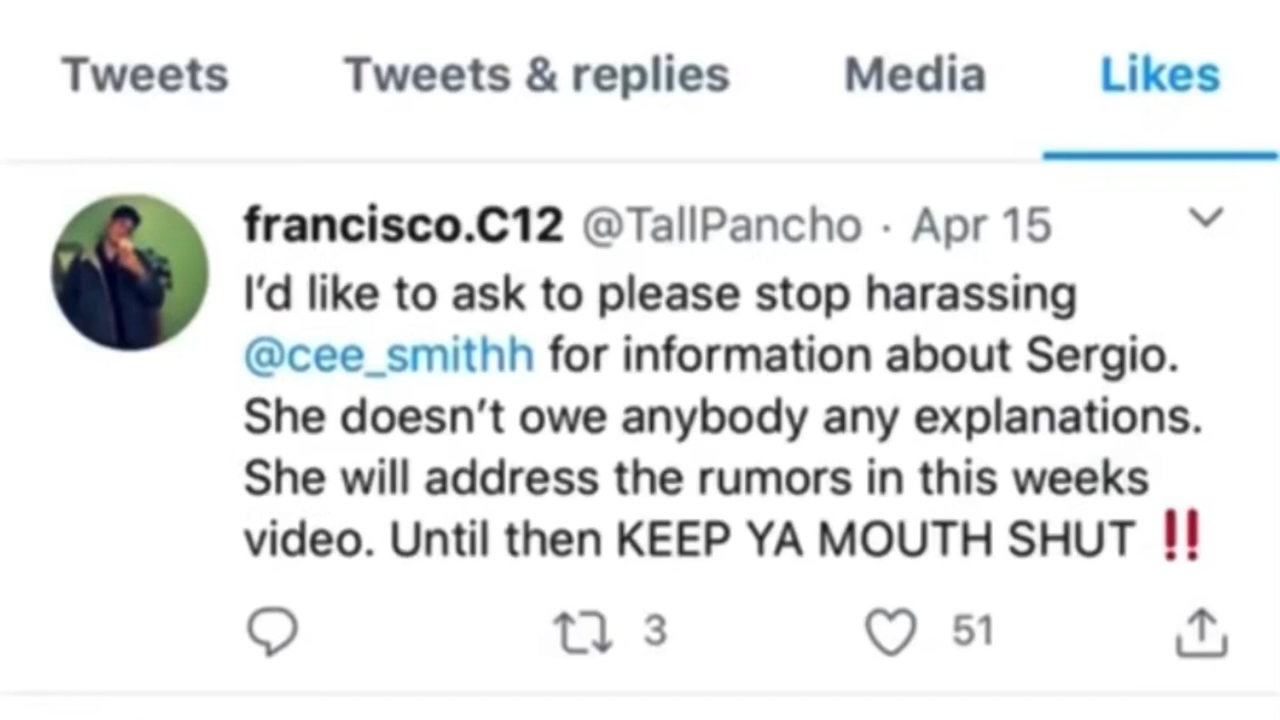 Tweets Tweets & replies Media Likes
francisco.C12 @TallPancho · Apr 15
I'd like to ask to please stop harassing
@cee_smithh for information about Sergio.
She doesn't owe anybody any explanations.
She will address the rumors in this weeks
video. Until then KEEP YA MOUTH SHUT ‼️
3 51